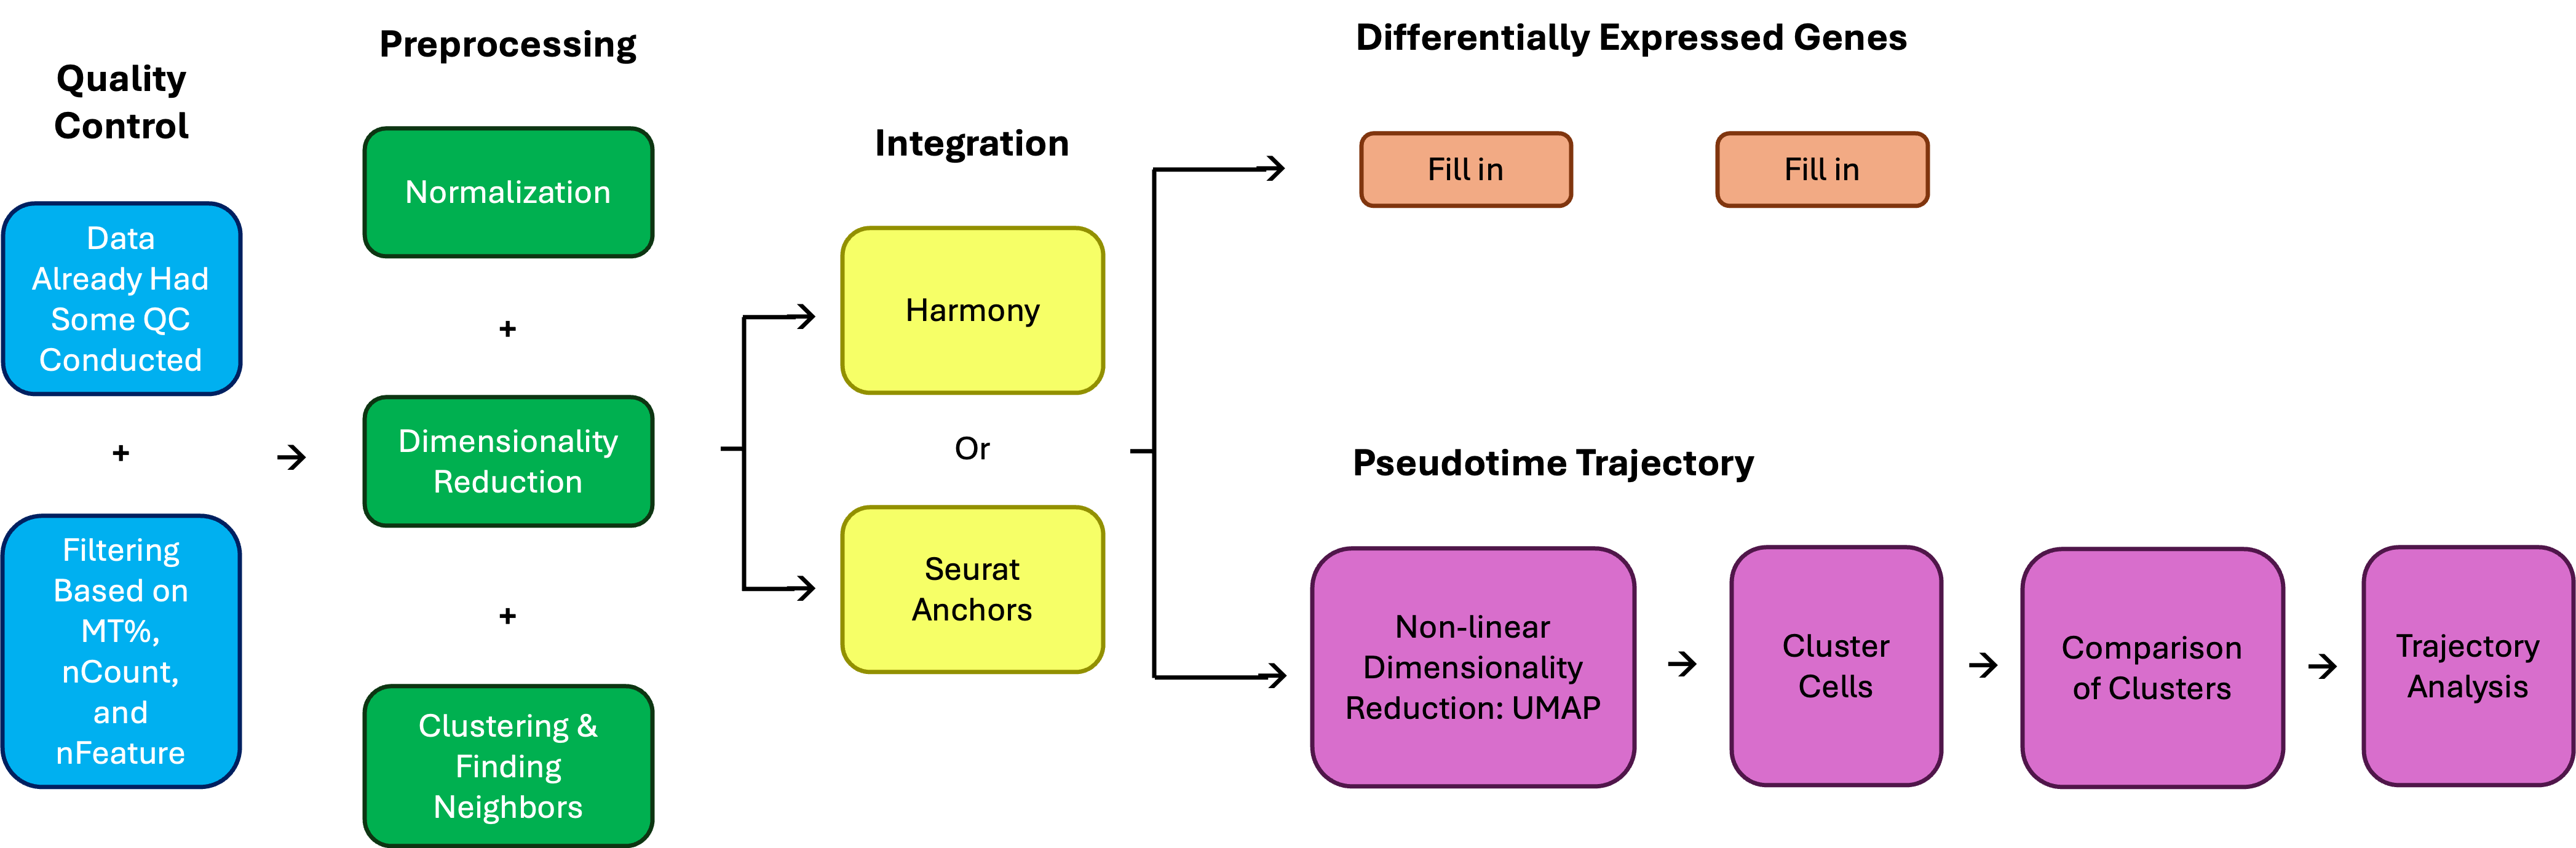 Quality
Control
Data
Already Had
Some QC
Conducted
+
Filtering
Based on
MT%,
nCount,
and
nFeature
→
Preprocessing
Normalization
+
Dimensionality
Reduction
+
Clustering &
Finding
Neighbors
Integration
Harmony
Or
Seurat
Anchors
Differentially Expressed Genes
Fill in
Fill in
Pseudotime Trajectory
Non-linear
Dimensionality
Reduction: UMAP
→
Cluster
Cells
→
Comparison
of Clusters
→
Trajectory
Analysis